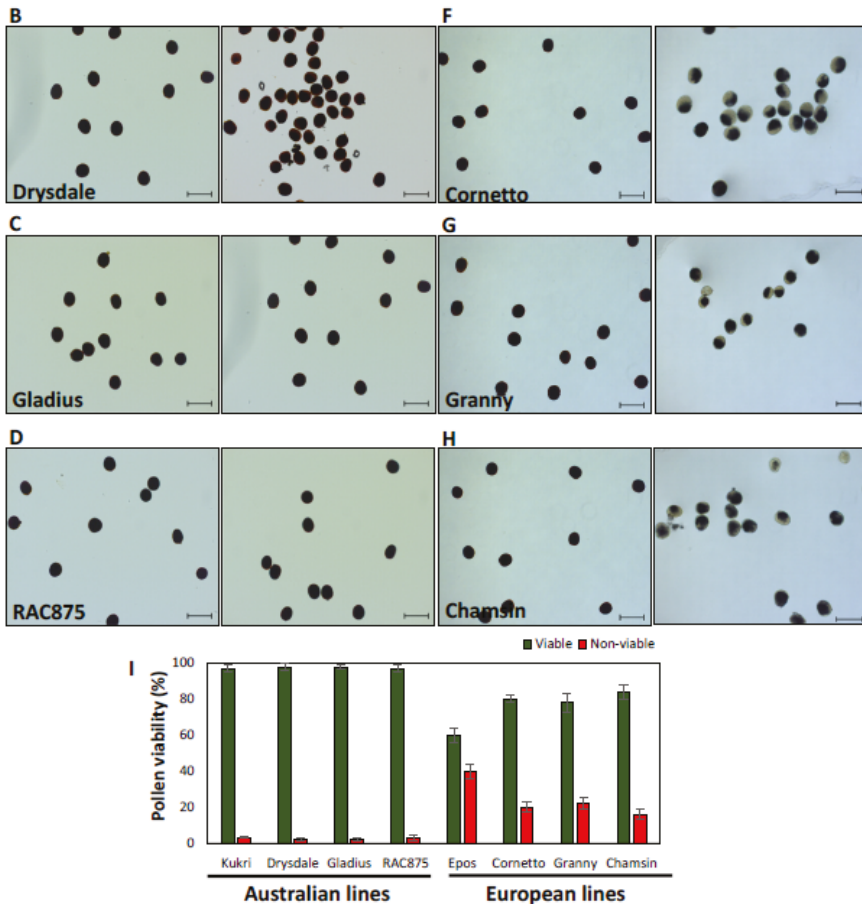 B
F
Drysdale
Cornetto
C
G
Gladius
Granny
D
H
RAC875
Chamsin
Viable Non-viable
I
Pollen viability (%)
100
80
60
40
20
0
Kukri Drysdale Gladius RAC875 Epos Cornetto Granny Chamsin
Australian lines European lines